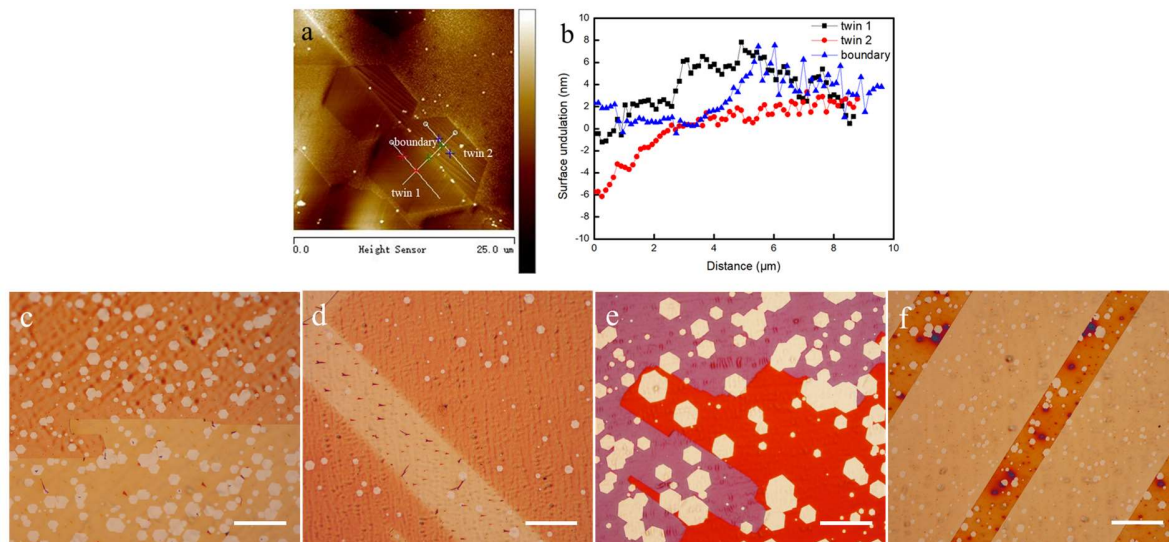 a
boundary
twin 2
twin 1
0.0 Height Sensor 25.0 um
b
10
8
6
4
2
0
-2
-4
-6
-8
-10
Surface undulation (nm)
twin 1
twin 2
boundary
0 2 4 6 8 10
Distance (μm)
c
d
e
f